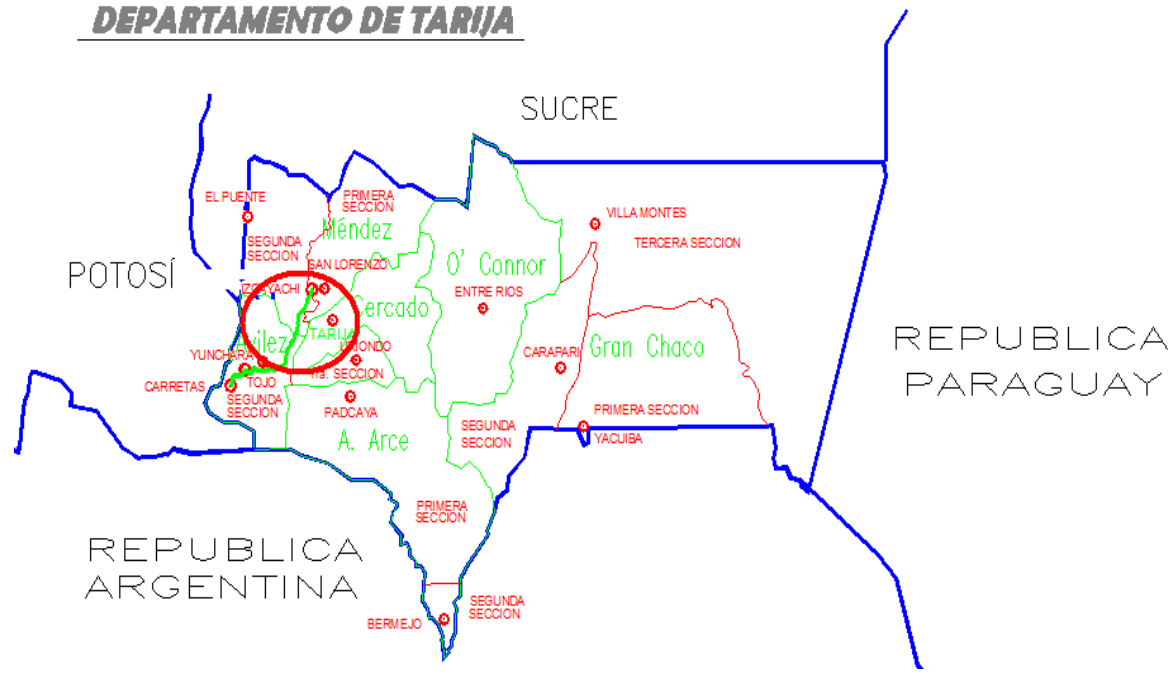 DEPARTAMENTO DE TARIJA
SUCRE
EL PUENTE
PRIMERA
SECCION
Méndez
VILLA MONTES
TERCERA SECCION
SEGUNDA
SECCION
SAN LORENZO
POTOSÍ
O' Connor
ENTRE RIOS
TARIJA
REPUBLICA
PARAGUAY
YUNCHARA
CARAPARI
Gran Chaco
CARRETAS
TOJO
SECCION
SEGUNDA
SECCION
PADCAYA
PRIMERA SECCION
YACUIBA
SEGUNDA
SECCION
A. Arce
PRIMERA
SECCION
REPUBLICA
ARGENTINA
SEGUNDA
SECCION
BERMEJO